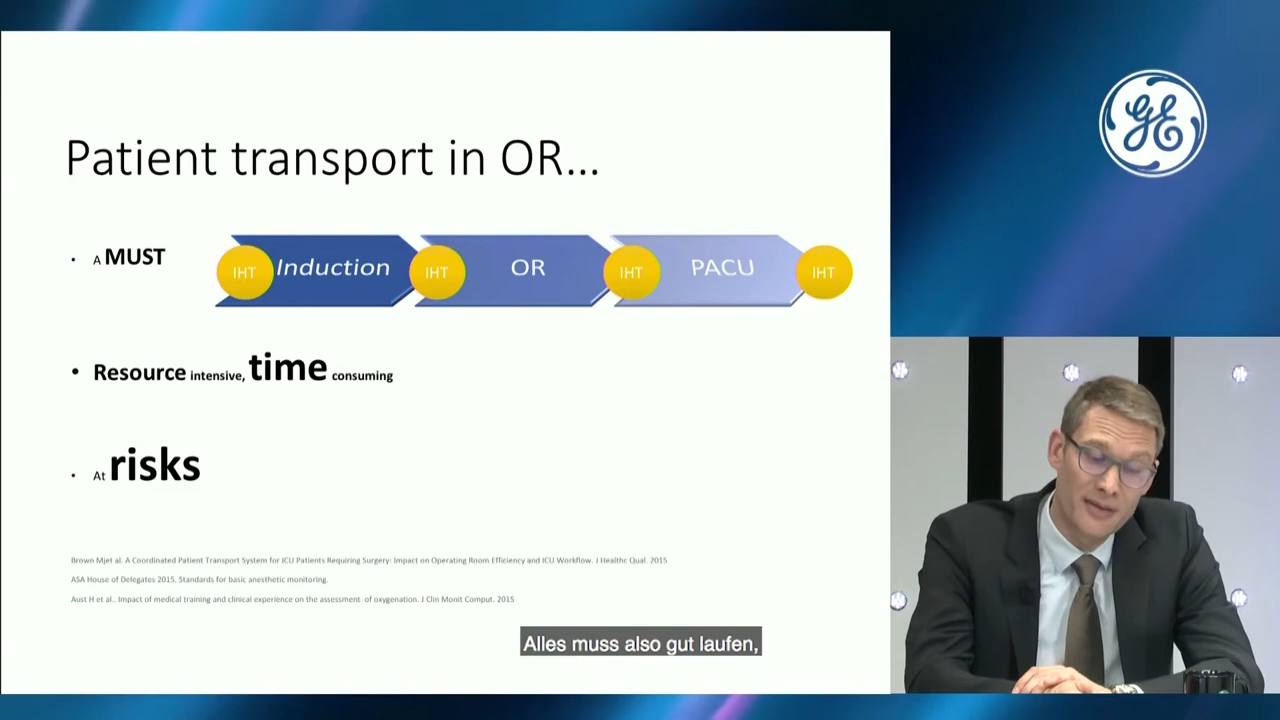 Patient transport in OR...
• A MUST
IHT Induction IHT OR IHT PACU IHT
• Resource intensive, time consuming
• At risks
Brown Mjet al. A Coordinated Patient Transport System for ICU Patients Requiring Surgery: Impact on Operating Room Efficiency and ICU Workflow. J Healthc Qual. 2015
ASA House of Delegates 2015. Standards for basic anesthetic monitoring.
Aust H et al.. Impact of medical training and clinical experience on the assessment of oxygenation. J Clin Monit Comput. 2015
Alles muss also gut laufen,
GE